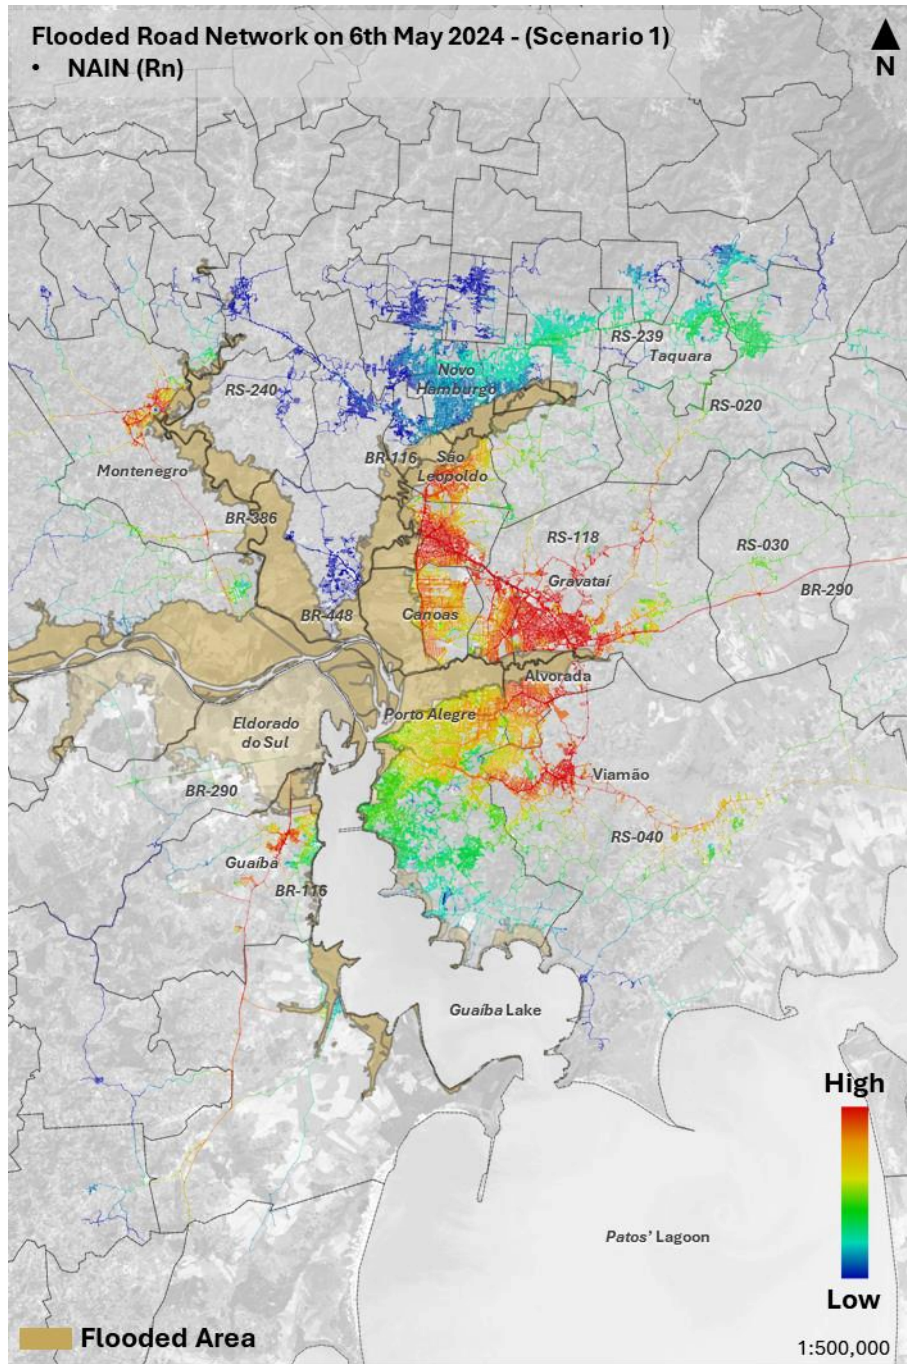 Flooded Road Network on 6th May 2024 - (Scenario 1)
• NAIN (Rn)
N
RS-239
Taquara
Novo
Hamburgo
RS-240
RS-020
BR-116
São
Leopoldo
Montenegro
BR-386
RS-118
RS-030
Gravataí
BR-290
BR-448
Canoas
Alvorada
Porto Alegre
Eldorado
do Sul
Viamão
BR-290
RS-040
Guaíba
BR-116
Guaíba Lake
High
Patos' Lagoon
Low
Flooded Area
1:500,000